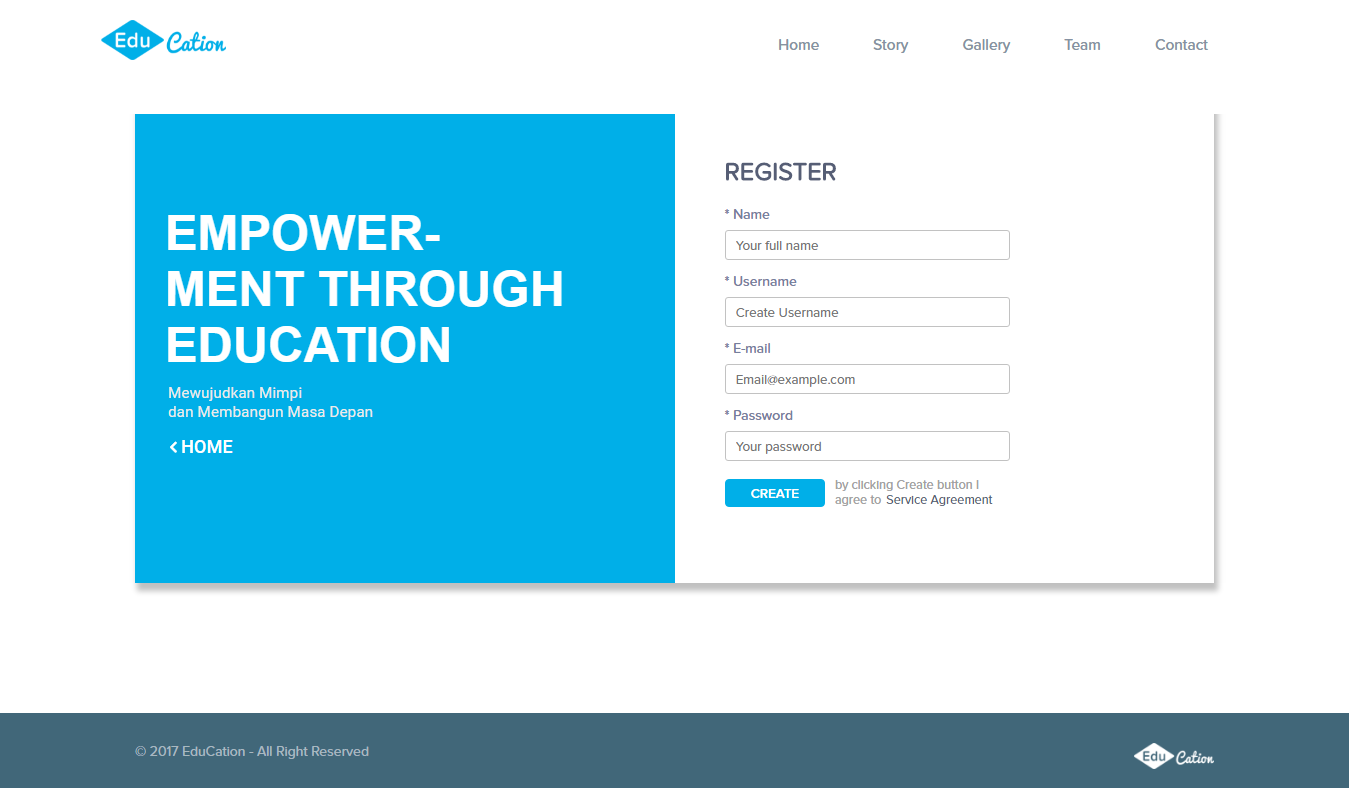 Edu Cation
Home Story Gallery Team Contact
EMPOWER-
MENT THROUGH
EDUCATION
Mewujudkan Mimpi
dan Membangun Masa Depan
HOME
REGISTER
* Name
Your full name
* Username
Create Username
* E-mail
Email@example.com
* Password
Your password
CREATE
by clicking Create button I
agree to Service Agreement
© 2017 EduCation - All Right Reserved
Edu Cation